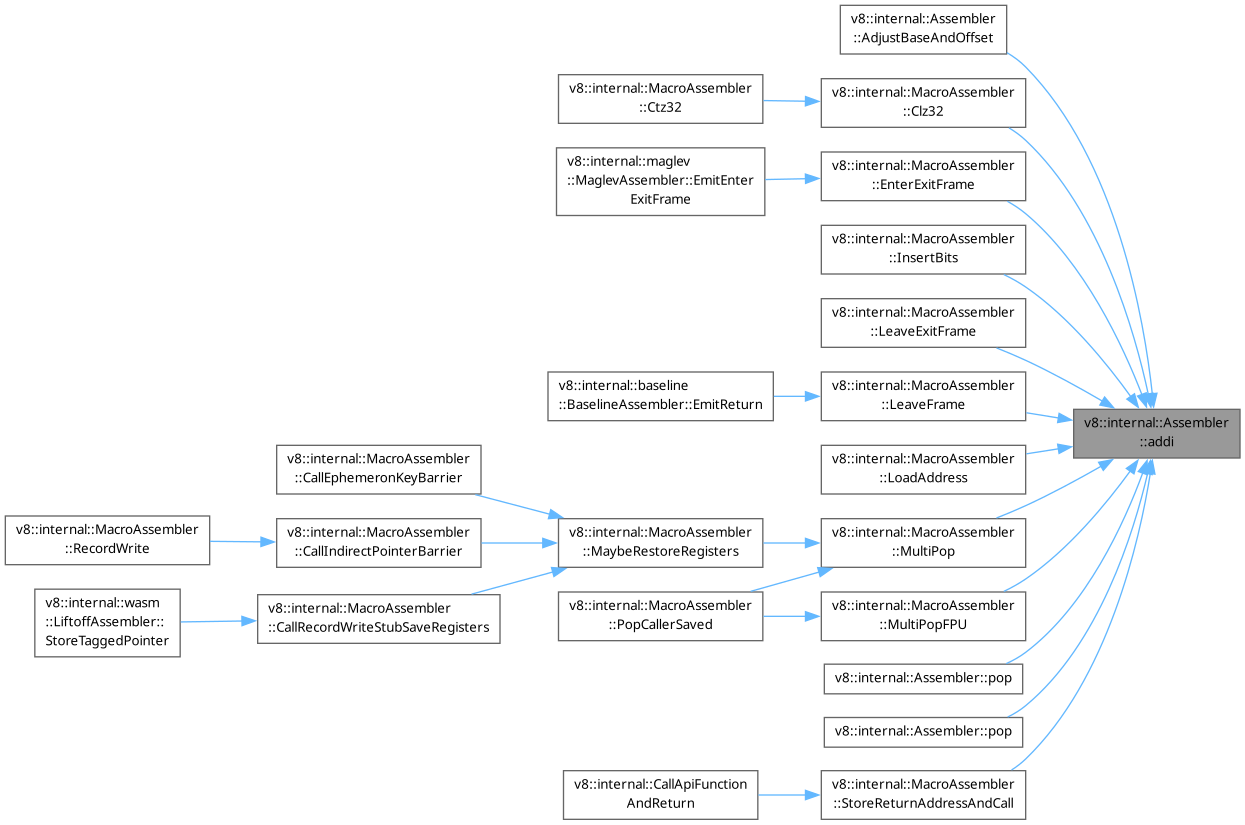 v8::internal::Assembler
::AdjustBaseAndOffset
v8::internal::MacroAssembler
::Ctz32
v8::internal::MacroAssembler
::Clz32
v8::internal::maglev
::MaglevAssembler::EmitEnter
ExitFrame
v8::internal::MacroAssembler
::EnterExitFrame
v8::internal::MacroAssembler
::InsertBits
v8::internal::MacroAssembler
::LeaveExitFrame
v8::internal::baseline
::BaselineAssembler::EmitReturn
v8::internal::MacroAssembler
::LeaveFrame
v8::internal::Assembler
::addi
v8::internal::MacroAssembler
::CallEphemeronKeyBarrier
v8::internal::MacroAssembler
::LoadAddress
v8::internal::MacroAssembler
::RecordWrite
v8::internal::MacroAssembler
::CallIndirectPointerBarrier
v8::internal::MacroAssembler
::MaybeRestoreRegisters
v8::internal::MacroAssembler
::MultiPop
v8::internal::wasm
::LiftoffAssembler::
StoreTaggedPointer
v8::internal::MacroAssembler
::CallRecordWriteStubSaveRegisters
v8::internal::MacroAssembler
::PopCallerSaved
v8::internal::MacroAssembler
::MultiPopFPU
v8::internal::Assembler::pop
v8::internal::Assembler::pop
v8::internal::CallApiFunction
AndReturn
v8::internal::MacroAssembler
::StoreReturnAddressAndCall